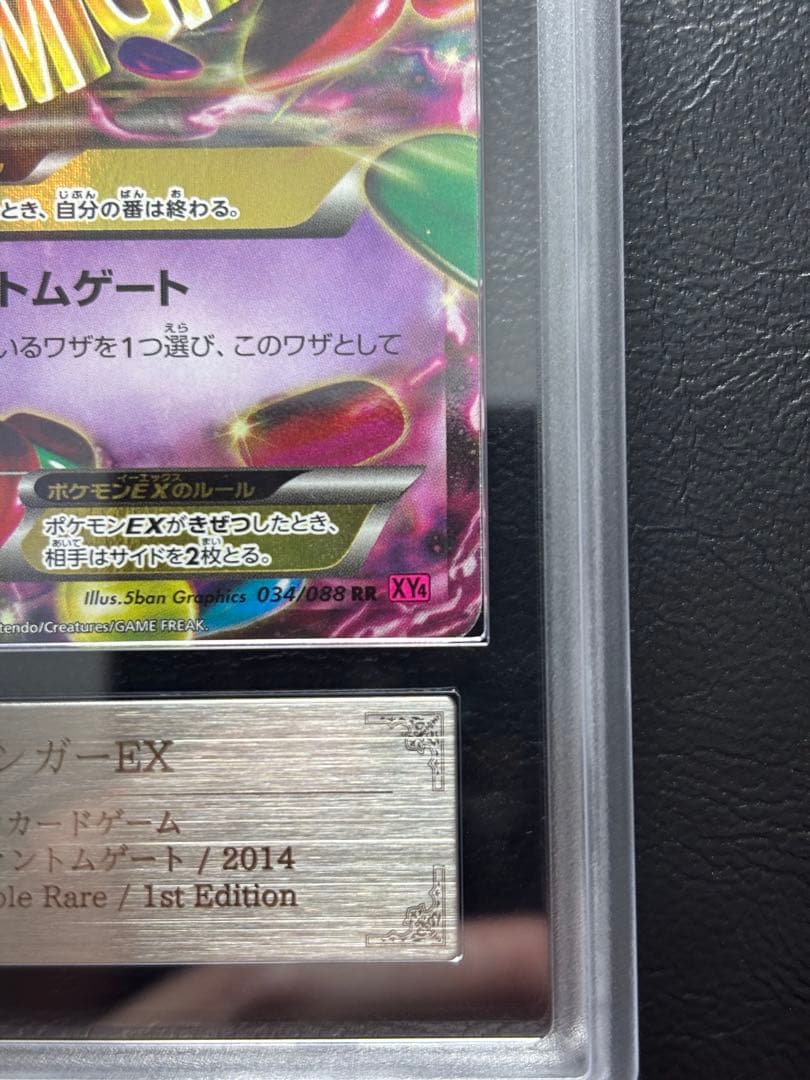 とき、自分の番は終わる。
トムゲート
いるワザを1つ選び、このワザとして
ポケモンEXのルール
ポケモンEXがきぜつしたとき、
相手はサイドを2枚とる。
Illus.5ban Graphics 034/088 RR XY4
ntendo/Creatures/GAME FREAK.
ンガーEX
カードゲーム
ントムゲート / 2014
ble Rare / 1st Edition